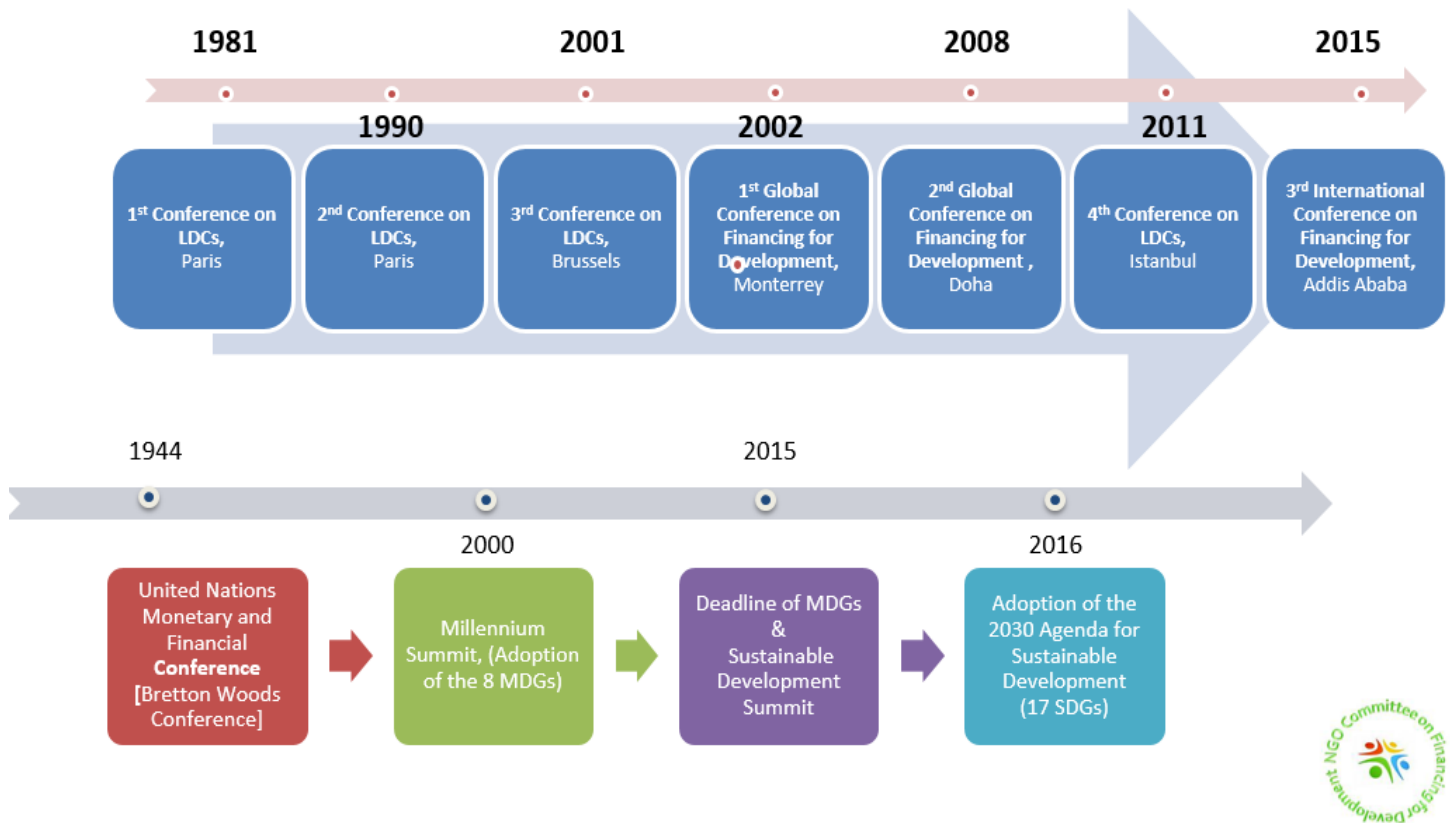 1981
2001
2008
2015
1990
2002
2011
1st Conference on
LDCs,
Paris
2nd Conference on
LDCs,
Paris
3rd Conference on
LDCs,
Brussels
1st Global
Conference on
Financing for
Development,
Monterrey
2nd Global
Conference on
Financing for
Development ,
Doha
4th Conference on
LDCs,
Istanbul
3rd International
Conference on
Financing for
Development,
Addis Ababa
1944
2015
2000
2016
United Nations
Monetary and
Financial
Conference
[Bretton Woods
Conference]
Millennium
Summit, (Adoption
of the 8 MDGs)
Deadline of MDGs
&
Sustainable
Development
Summit
Adoption of the
2030 Agenda for
Sustainable
Development
(17 SDGs)
NGO Committee on Financing for Development